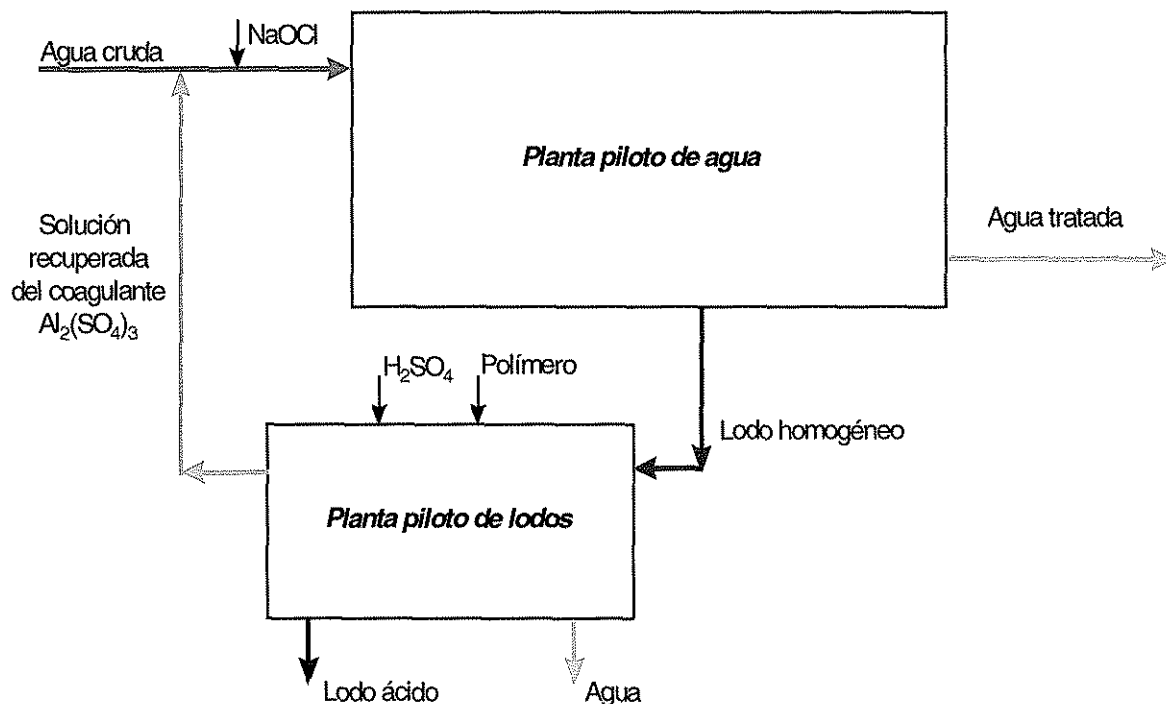 NaOCl
Agua cruda
Planta piloto de agua
Solución
recuperada
del coagulante
Al₂(SO₄)₃
Agua tratada
H₂SO₄
Polímero
Lodo homogéneo
Planta piloto de lodos
Lodo ácido
Agua